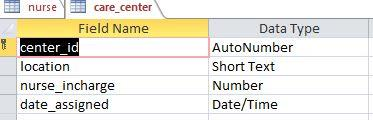 nurse care_center
Field Name Data Type
center_id AutoNumber
location Short Text
nurse_incharge Number
date_assigned Date/Time